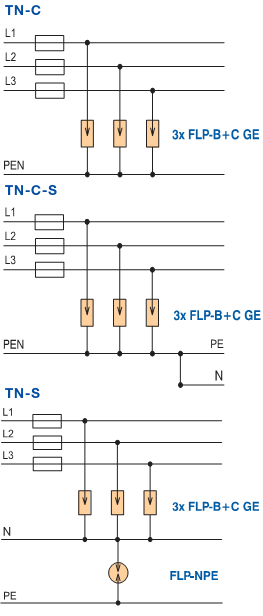 TN-C
L1
L2
L3
3x FLP-B+C GE
PEN
TN-C-S
L1
L2
L3
3x FLP-B+C GE
PEN PE
N
TN-S
L1
L2
L3
3x FLP-B+C GE
N
FLP-NPE
PE